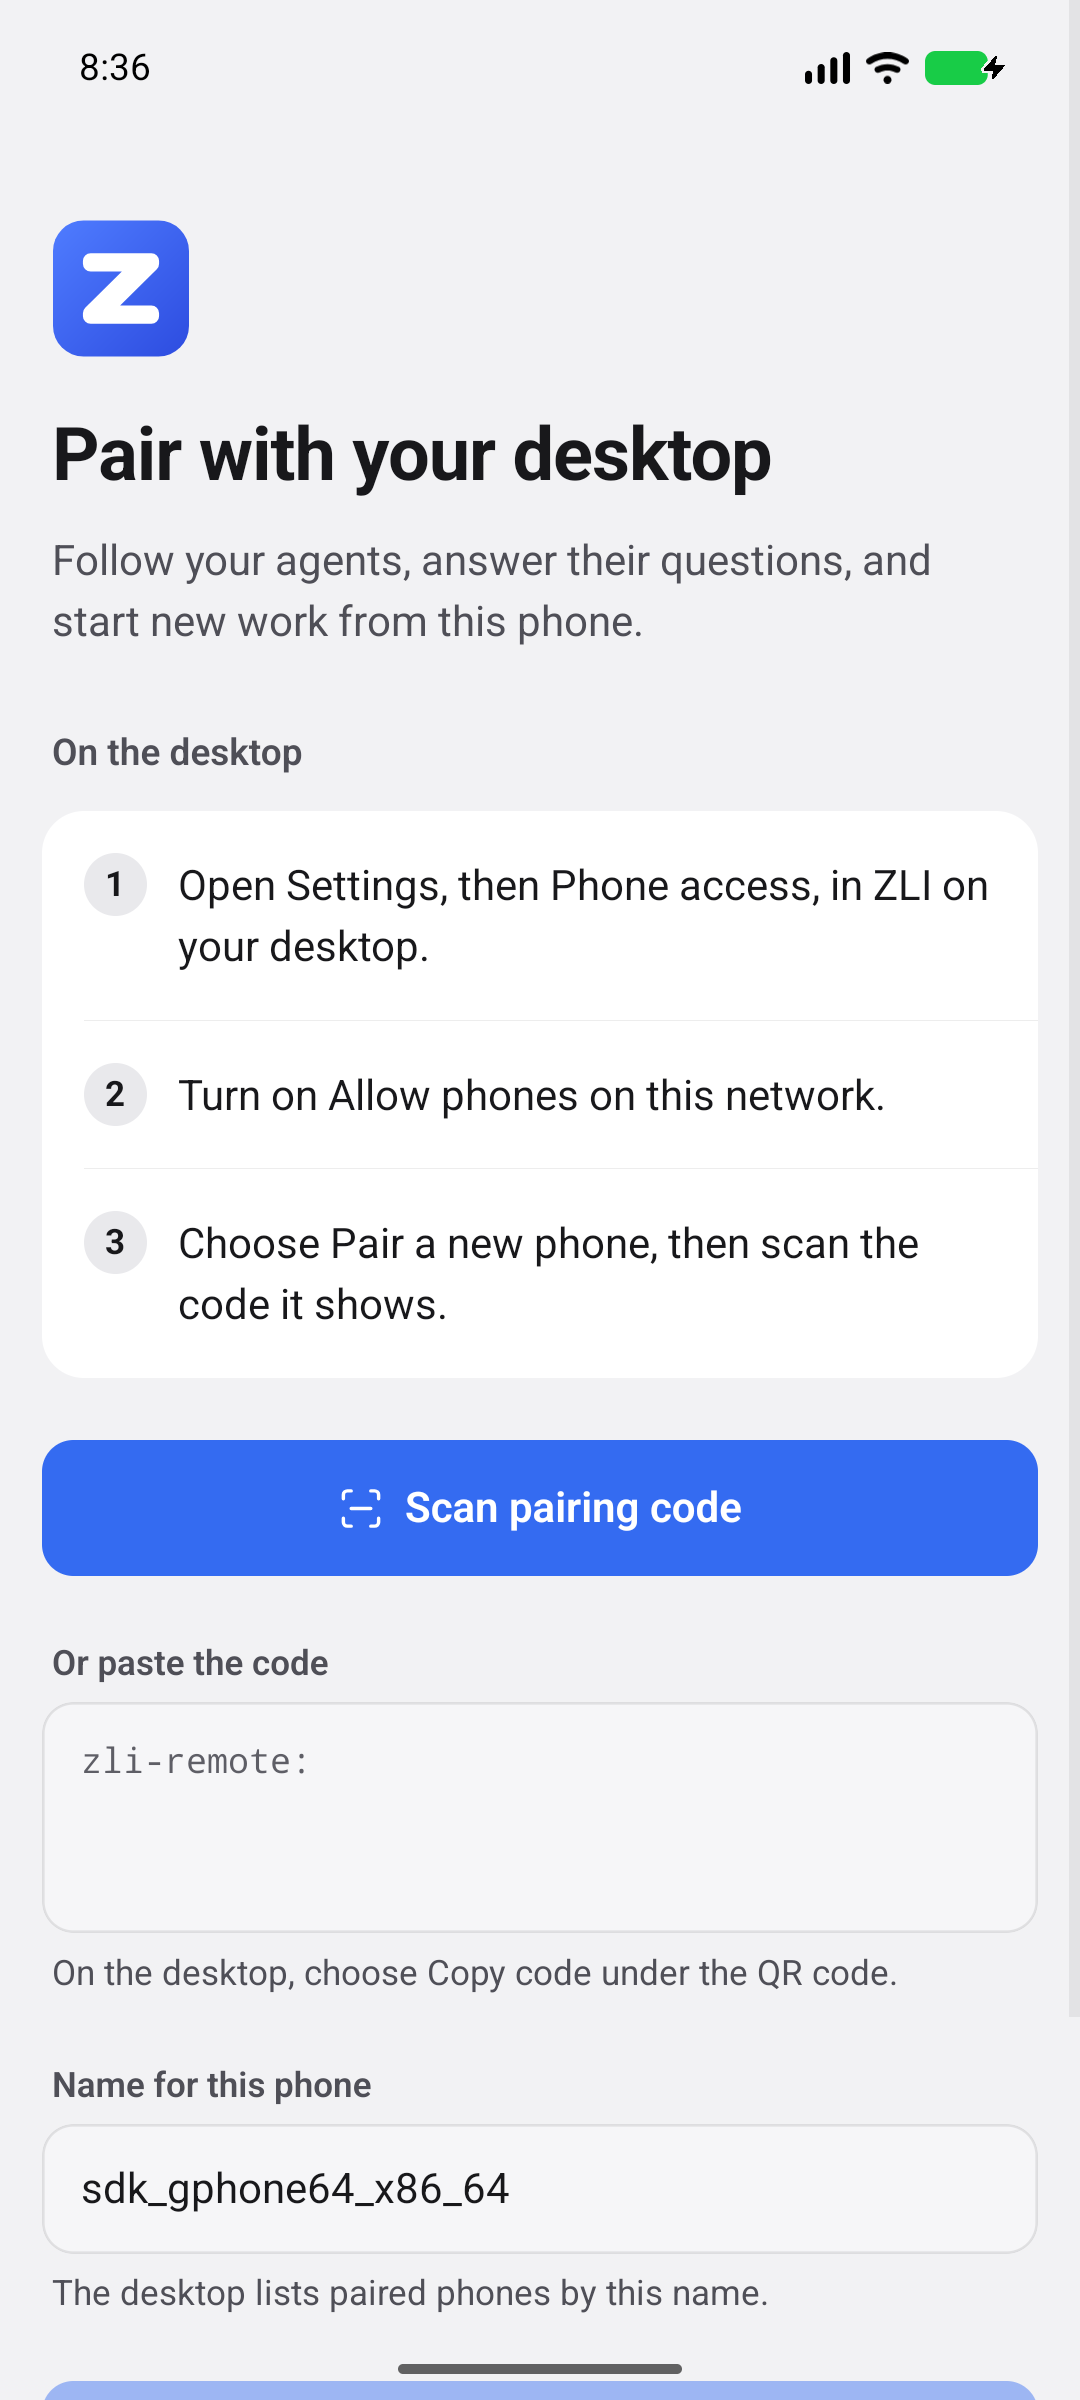 8:36
Z
Pair with your desktop
Follow your agents, answer their questions, and
start new work from this phone.
On the desktop
1
Open Settings, then Phone access, in ZLI on
your desktop.
2
Turn on Allow phones on this network.
3
Choose Pair a new phone, then scan the
code it shows.
Scan pairing code
Or paste the code
zli-remote:
On the desktop, choose Copy code under the QR code.
Name for this phone
sdk_gphone64_x86_64
The desktop lists paired phones by this name.